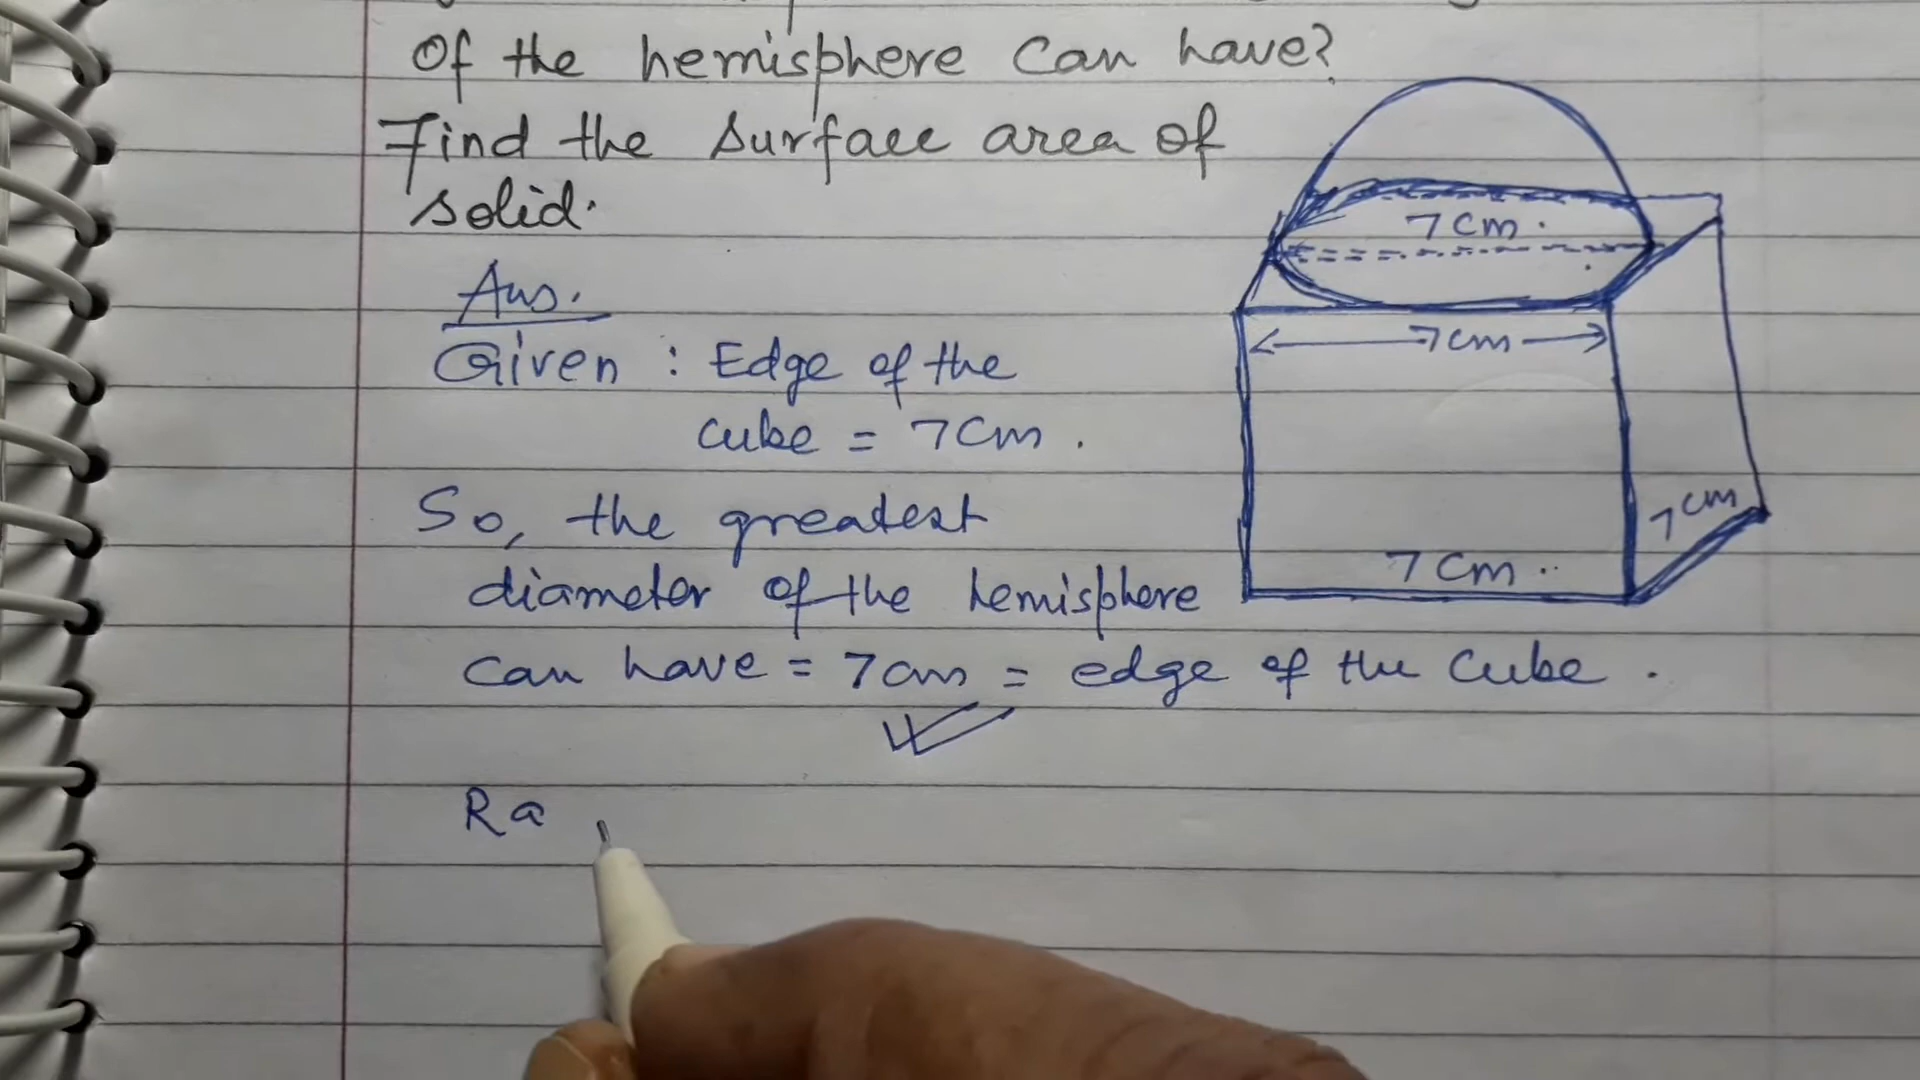 Of the hemisphere can have?
Find the surface area of
solid.
Ans.
Given : Edge of the
cube = 7cm.
So, the greatest
diameter of the hemisphere
can have = 7cm = edge of the cube.
Ra
7cm.
7cm
7cm
7cm..